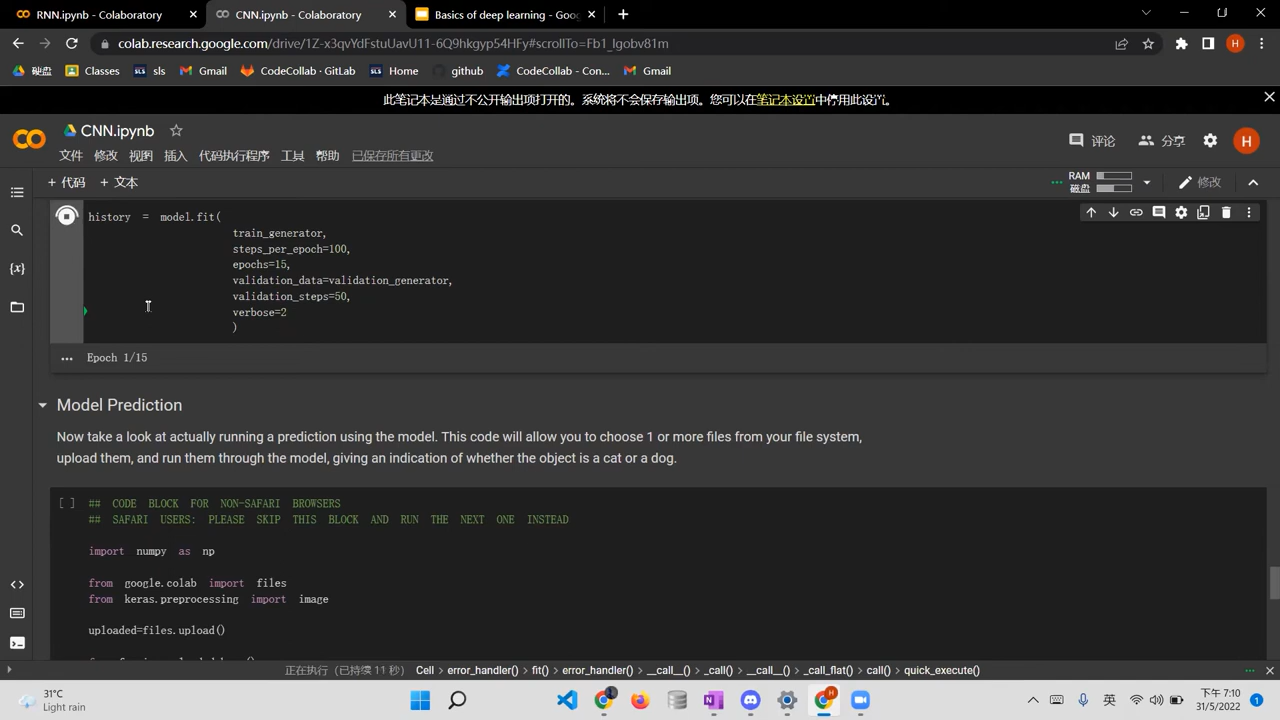 RNN.ipynb - Colaboratory
CNN.ipynb - Colaboratory
Basics of deep learning - Goo
colab.research.google.com/drive/1Z-x3qvYdFstuUavU11-6Q9hkgyp54HFy#scrollTo=Fb1_lgobv81m
H
硬盘
Classes
sls
Gmail
CodeCollab · GitLab
Home
github
CodeCollab - Con...
Gmail
此笔记本是通过不公开输出项打开的。系统将不会保存输出项。您可以在笔记本设置中停用此设置。
CNN.ipynb
评论
分享
H
文件 修改 视图 插入 代码执行程序 工具 帮助 已保存所有更改
+ 代码 + 文本
RAM
磁盘
修改
history = model.fit(
train_generator,
steps_per_epoch=100,
epochs=15,
validation_data=validation_generator,
validation_steps=50,
verbose=2
)
Epoch 1/15
Model Prediction
Now take a look at actually running a prediction using the model. This code will allow you to choose 1 or more files from your file system,
upload them, and run them through the model, giving an indication of whether the object is a cat or a dog.
[ ] ## CODE BLOCK FOR NON-SAFARI BROWSERS
## SAFARI USERS: PLEASE SKIP THIS BLOCK AND RUN THE NEXT ONE INSTEAD
import numpy as np
from google.colab import files
from keras.preprocessing import image
uploaded=files.upload()
正在执行 (已持续 11 秒) Cell error_handler() fit() error_handler() __call__() _call() __call__() _call_flat() call() quick_execute()
31°C
Light rain
英
下午 7:10
31/5/2022
1